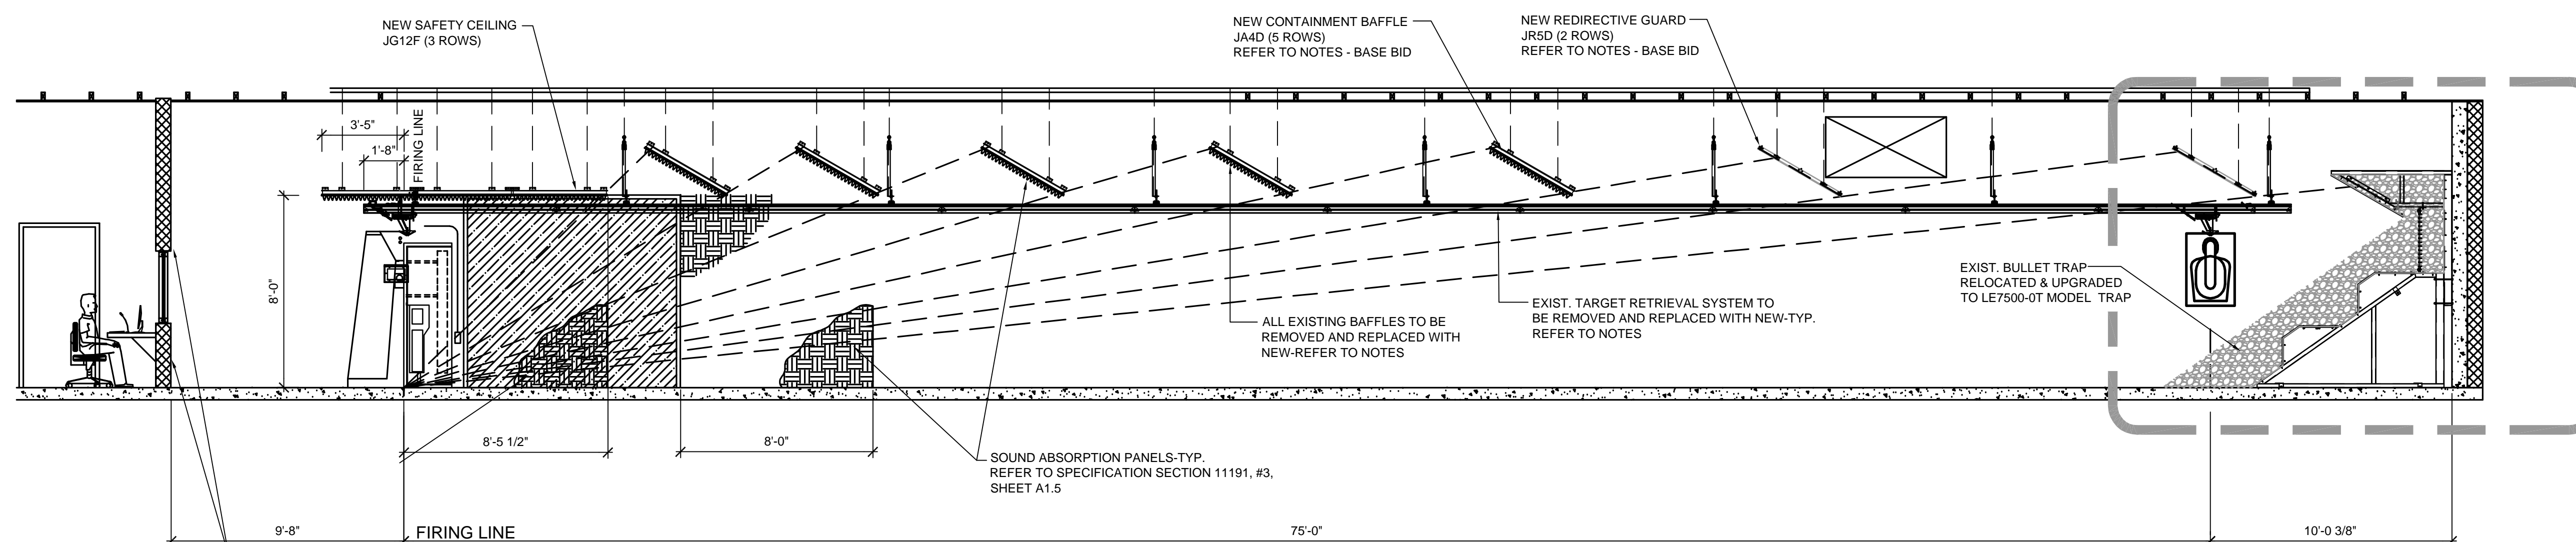 NEW SAFETY CEILING
JG12F (3 ROWS)
NEW CONTAINMENT BAFFLE
JA4D (5 ROWS)
REFER TO NOTES - BASE BID
NEW REDIRECTIVE GUARD
JR5D (2 ROWS)
REFER TO NOTES - BASE BID
3'-5"
1'-8"
FIRING LINE
8'-0"
EXIST. BULLET TRAP
RELOCATED & UPGRADED
TO LE7500-0T MODEL TRAP
EXIST. TARGET RETRIEVAL SYSTEM TO
BE REMOVED AND REPLACED WITH NEW-TYP.
REFER TO NOTES
ALL EXISTING BAFFLES TO BE
REMOVED AND REPLACED WITH
NEW-REFER TO NOTES
8'-5 1/2"
8'-0"
SOUND ABSORPTION PANELS-TYP.
REFER TO SPECIFICATION SECTION 11191, #3,
SHEET A1.5
9'-8"
FIRING LINE
75'-0"
10'-0 3/8"